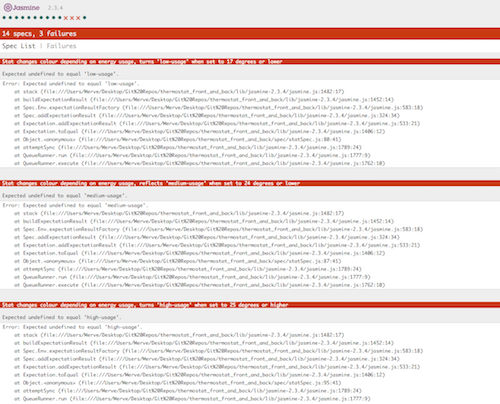 Jasmine 2.3.4
14 specs, 3 failures
Spec List | Failures
Stat changes colour depending on energy usage, turns 'low-usage' when set to 17 degrees or lower
Expected undefined to equal 'low-usage'.
Error: Expected undefined to equal 'low-usage'.
at stack (file:///Users/Merve/Desktop/Git%20Repos/thermostat_front_and_back/lib/jasmine-2.3.4/jasmine.js:1482:17)
at buildExpectationResult (file:///Users/Merve/Desktop/Git%20Repos/thermostat_front_and_back/lib/jasmine-2.3.4/jasmine.js:1452:14)
at Spec.Env.expectationResultFactory (file:///Users/Merve/Desktop/Git%20Repos/thermostat_front_and_back/lib/jasmine-2.3.4/jasmine.js:583:18)
at Spec.addExpectationResult (file:///Users/Merve/Desktop/Git%20Repos/thermostat_front_and_back/lib/jasmine-2.3.4/jasmine.js:324:34)
at Expectation.addExpectationResult (file:///Users/Merve/Desktop/Git%20Repos/thermostat_front_and_back/lib/jasmine-2.3.4/jasmine.js:533:21)
at Expectation.toEqual (file:///Users/Merve/Desktop/Git%20Repos/thermostat_front_and_back/lib/jasmine-2.3.4/jasmine.js:1406:12)
at Object.<anonymous> (file:///Users/Merve/Desktop/Git%20Repos/thermostat_front_and_back/spec/statSpec.js:80:41)
at attemptSync (file:///Users/Merve/Desktop/Git%20Repos/thermostat_front_and_back/lib/jasmine-2.3.4/jasmine.js:1789:24)
at QueueRunner.run (file:///Users/Merve/Desktop/Git%20Repos/thermostat_front_and_back/lib/jasmine-2.3.4/jasmine.js:1777:9)
at QueueRunner.execute (file:///Users/Merve/Desktop/Git%20Repos/thermostat_front_and_back/lib/jasmine-2.3.4/jasmine.js:1762:10)
Stat changes colour depending on energy usage, reflects 'medium-usage' when set to 24 degrees or lower
Expected undefined to equal 'medium-usage'.
Error: Expected undefined to equal 'medium-usage'.
at stack (file:///Users/Merve/Desktop/Git%20Repos/thermostat_front_and_back/lib/jasmine-2.3.4/jasmine.js:1482:17)
at buildExpectationResult (file:///Users/Merve/Desktop/Git%20Repos/thermostat_front_and_back/lib/jasmine-2.3.4/jasmine.js:1452:14)
at Spec.Env.expectationResultFactory (file:///Users/Merve/Desktop/Git%20Repos/thermostat_front_and_back/lib/jasmine-2.3.4/jasmine.js:583:18)
at Spec.addExpectationResult (file:///Users/Merve/Desktop/Git%20Repos/thermostat_front_and_back/lib/jasmine-2.3.4/jasmine.js:324:34)
at Expectation.addExpectationResult (file:///Users/Merve/Desktop/Git%20Repos/thermostat_front_and_back/lib/jasmine-2.3.4/jasmine.js:533:21)
at Expectation.toEqual (file:///Users/Merve/Desktop/Git%20Repos/thermostat_front_and_back/lib/jasmine-2.3.4/jasmine.js:1406:12)
at Object.<anonymous> (file:///Users/Merve/Desktop/Git%20Repos/thermostat_front_and_back/spec/statSpec.js:87:41)
at attemptSync (file:///Users/Merve/Desktop/Git%20Repos/thermostat_front_and_back/lib/jasmine-2.3.4/jasmine.js:1789:24)
at QueueRunner.run (file:///Users/Merve/Desktop/Git%20Repos/thermostat_front_and_back/lib/jasmine-2.3.4/jasmine.js:1777:9)
at QueueRunner.execute (file:///Users/Merve/Desktop/Git%20Repos/thermostat_front_and_back/lib/jasmine-2.3.4/jasmine.js:1762:10)
Stat changes colour depending on energy usage, turns 'high-usage' when set to 25 degrees or higher
Expected undefined to equal 'high-usage'.
Error: Expected undefined to equal 'high-usage'.
at stack (file:///Users/Merve/Desktop/Git%20Repos/thermostat_front_and_back/lib/jasmine-2.3.4/jasmine.js:1482:17)
at buildExpectationResult (file:///Users/Merve/Desktop/Git%20Repos/thermostat_front_and_back/lib/jasmine-2.3.4/jasmine.js:1452:14)
at Spec.Env.expectationResultFactory (file:///Users/Merve/Desktop/Git%20Repos/thermostat_front_and_back/lib/jasmine-2.3.4/jasmine.js:583:18)
at Spec.addExpectationResult (file:///Users/Merve/Desktop/Git%20Repos/thermostat_front_and_back/lib/jasmine-2.3.4/jasmine.js:324:34)
at Expectation.addExpectationResult (file:///Users/Merve/Desktop/Git%20Repos/thermostat_front_and_back/lib/jasmine-2.3.4/jasmine.js:533:21)
at Expectation.toEqual (file:///Users/Merve/Desktop/Git%20Repos/thermostat_front_and_back/lib/jasmine-2.3.4/jasmine.js:1406:12)
at Object.<anonymous> (file:///Users/Merve/Desktop/Git%20Repos/thermostat_front_and_back/spec/statSpec.js:95:41)
at attemptSync (file:///Users/Merve/Desktop/Git%20Repos/thermostat_front_and_back/lib/jasmine-2.3.4/jasmine.js:1789:24)
at QueueRunner.run (file:///Users/Merve/Desktop/Git%20Repos/thermostat_front_and_back/lib/jasmine-2.3.4/jasmine.js:1777:9)
at QueueRunner.execute (file:///Users/Merve/Desktop/Git%20Repos/thermostat_front_and_back/lib/jasmine-2.3.4/jasmine.js:1762:10)